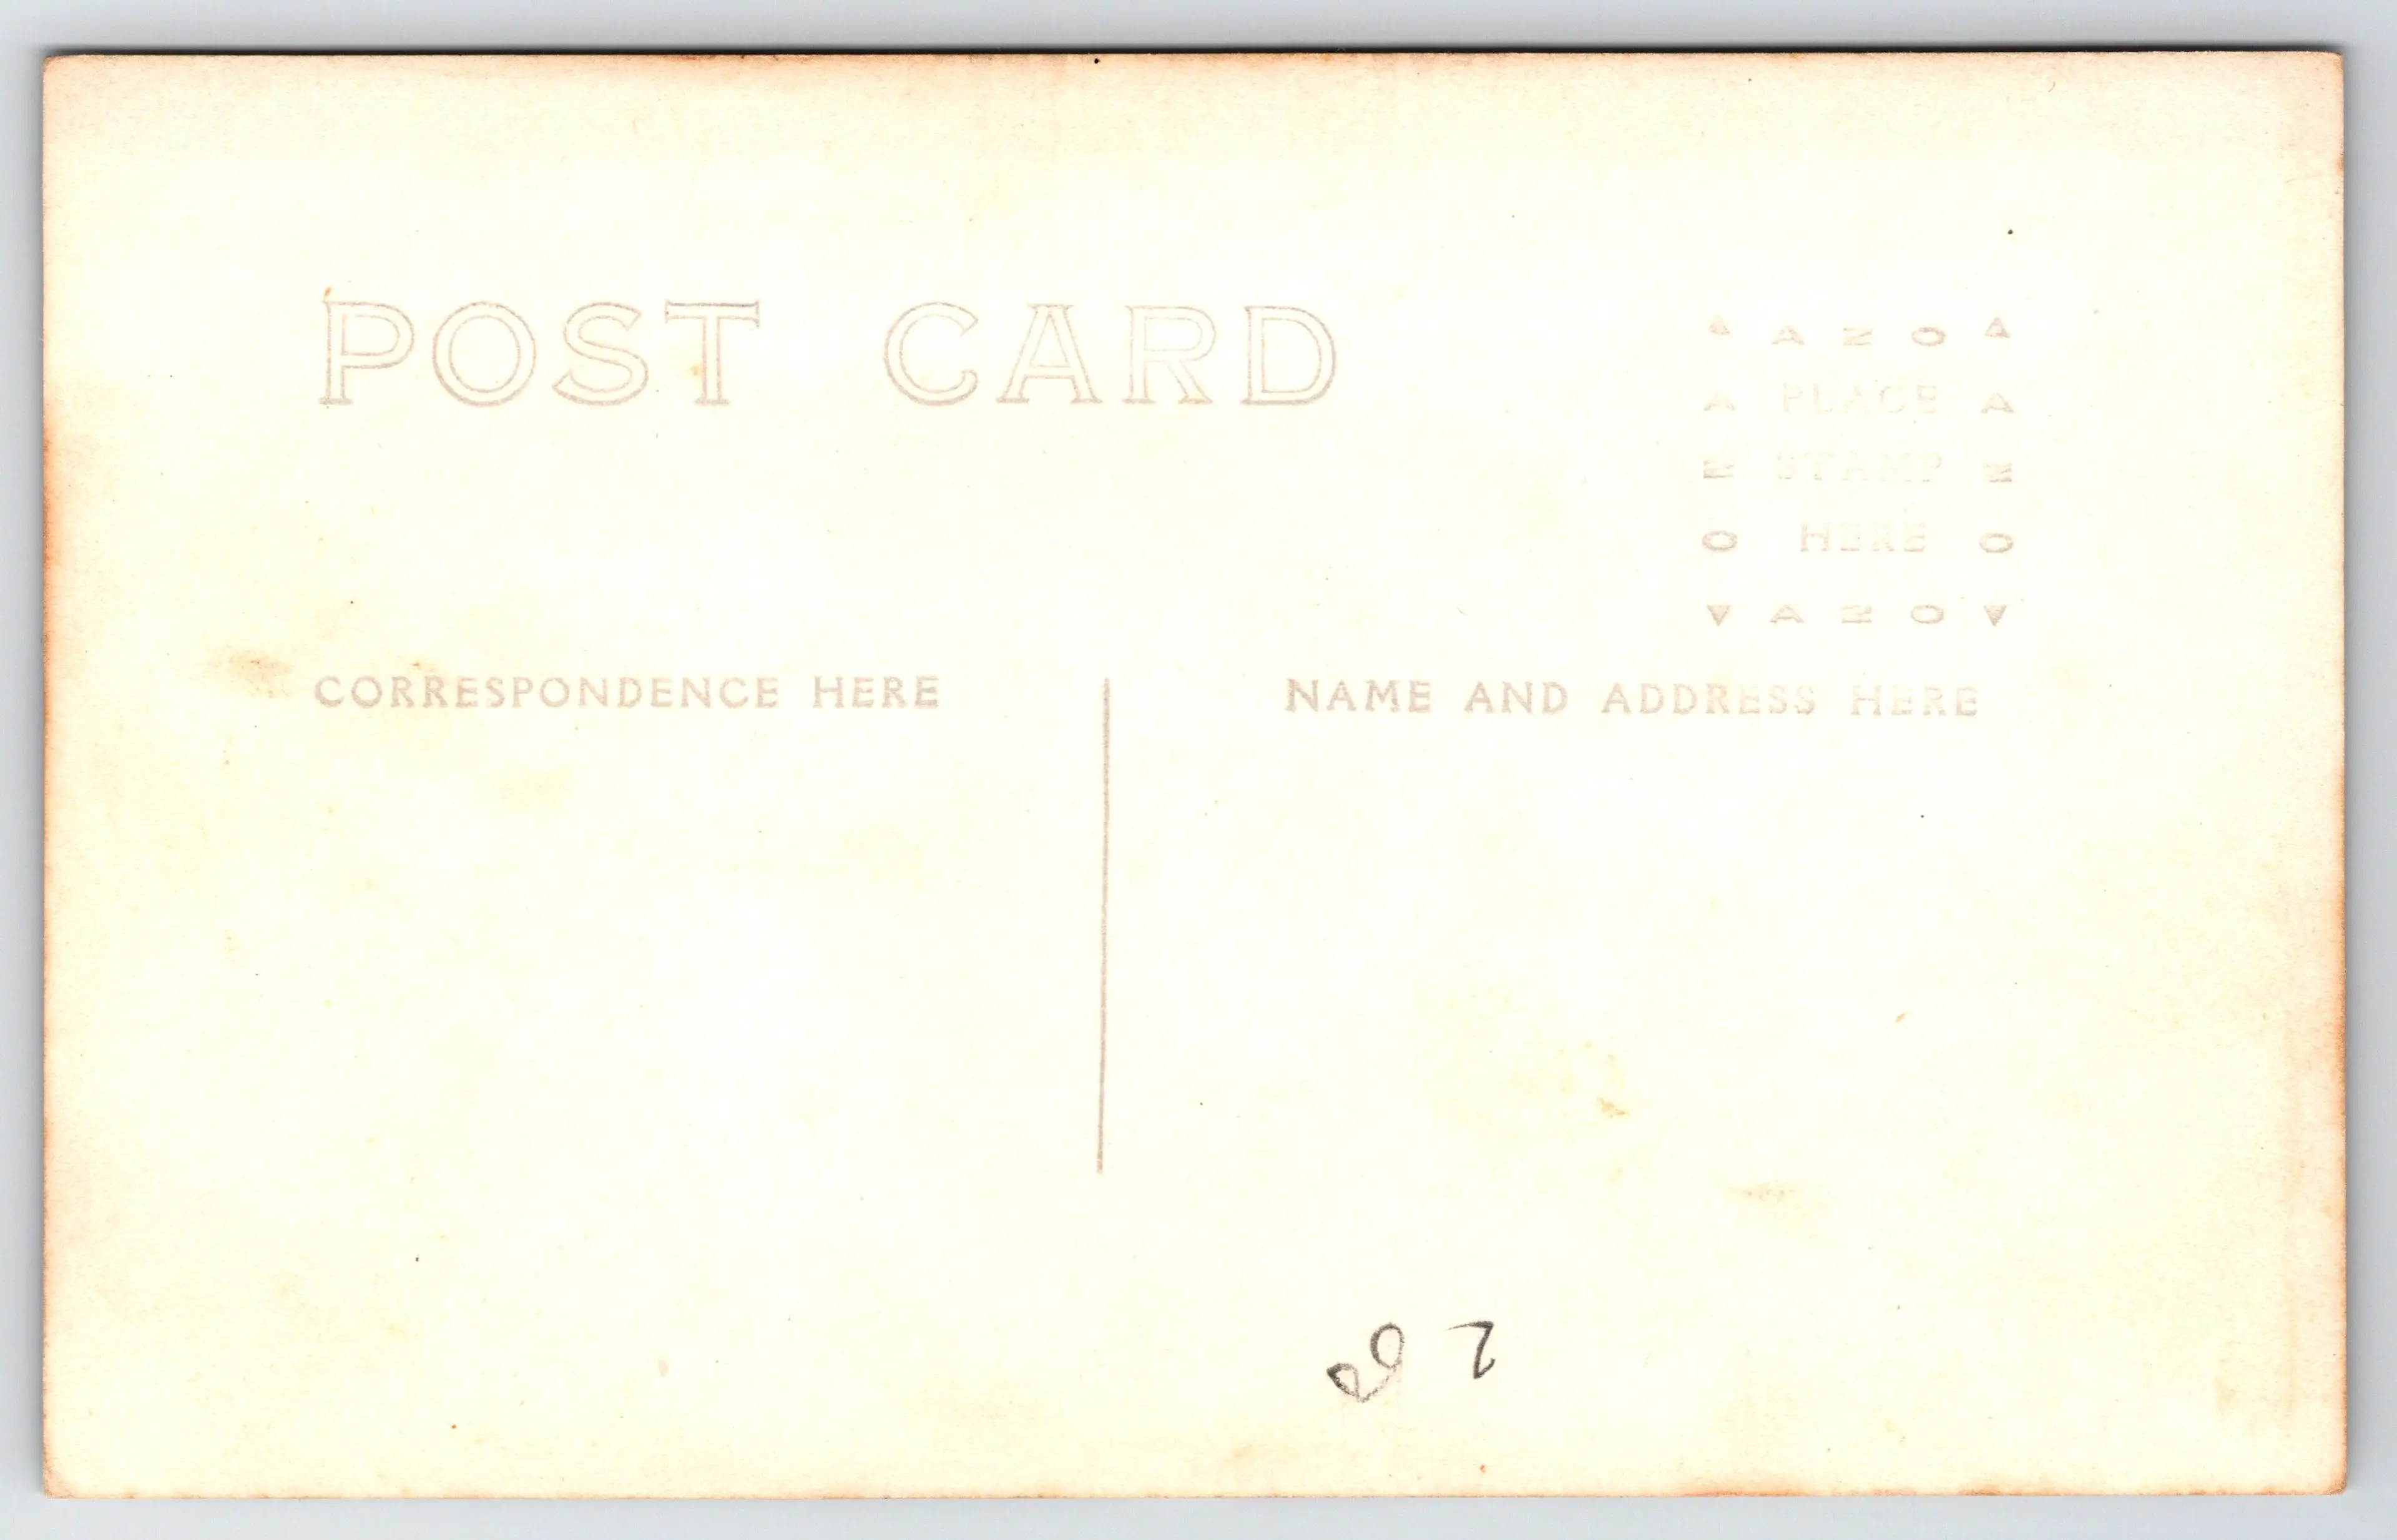 POST CARD
▲ A Z O ▲
A PLACE A
Z STAMP Z
O HERE O
▼ A Z O ▼
CORRESPONDENCE HERE
NAME AND ADDRESS HERE